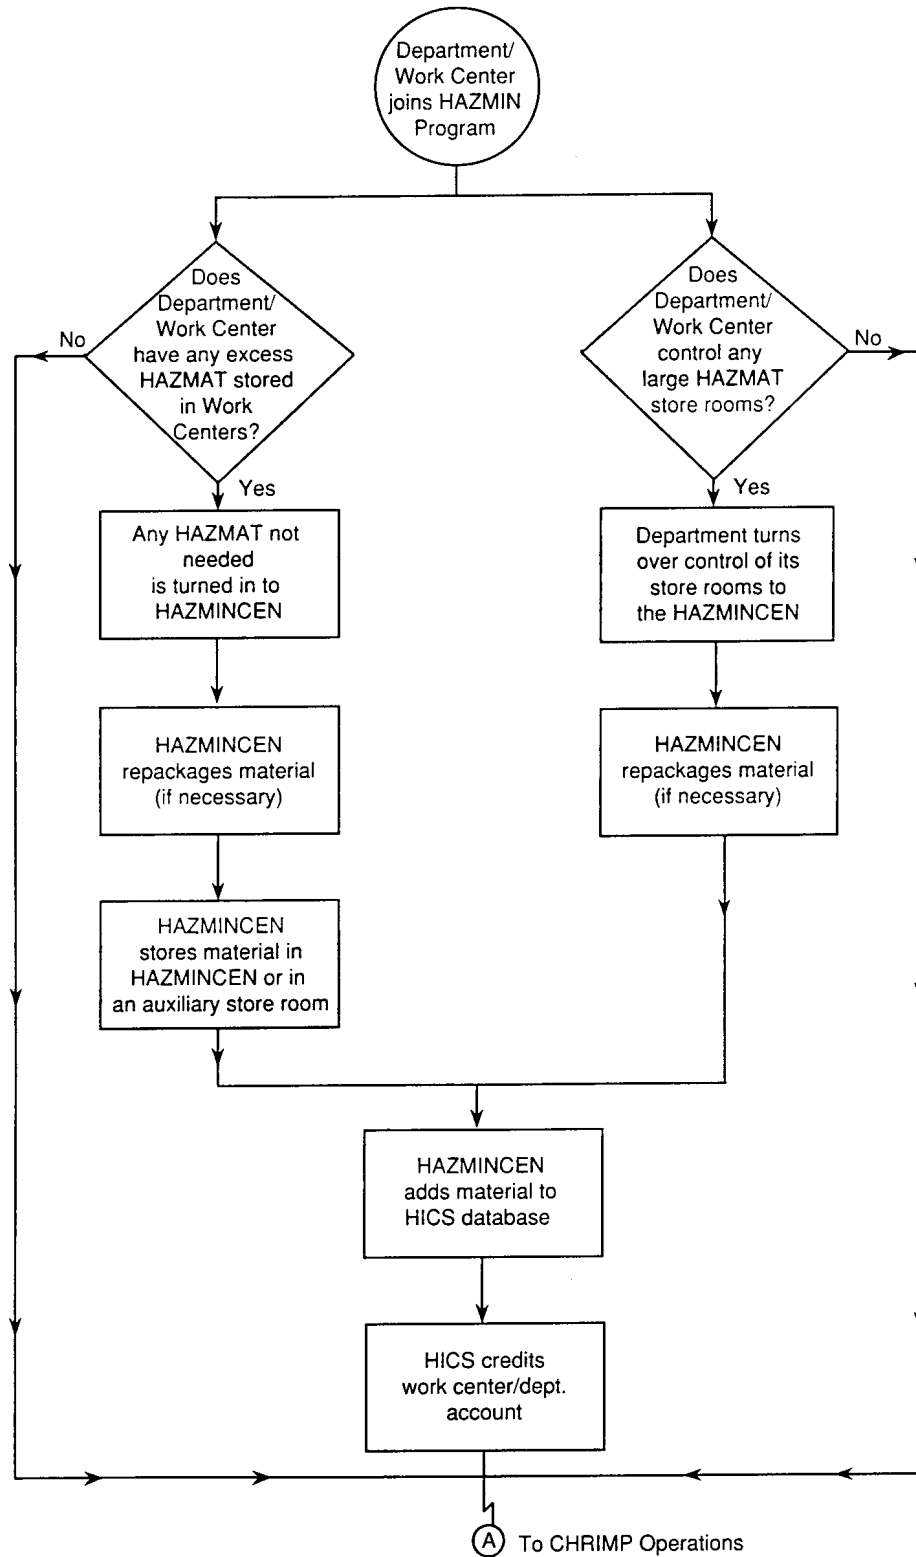 Department/
Work Center
joins HAZMIN
Program
Does
Department/
Work Center
have any excess
HAZMAT stored
in Work
Centers?
No
Yes
Does
Department/
Work Center
control any
large HAZMAT
store rooms?
No
Yes
Any HAZMAT not
needed
is turned in to
HAZMINCEN
Department turns
over control of its
store rooms to
the HAZMINCEN
HAZMINCEN
repackages material
(if necessary)
HAZMINCEN
repackages material
(if necessary)
HAZMINCEN
stores material in
HAZMINCEN or in
an auxiliary store room
HAZMINCEN
adds material to
HICS database
HICS credits
work center/dept.
account
A To CHRIMP Operations